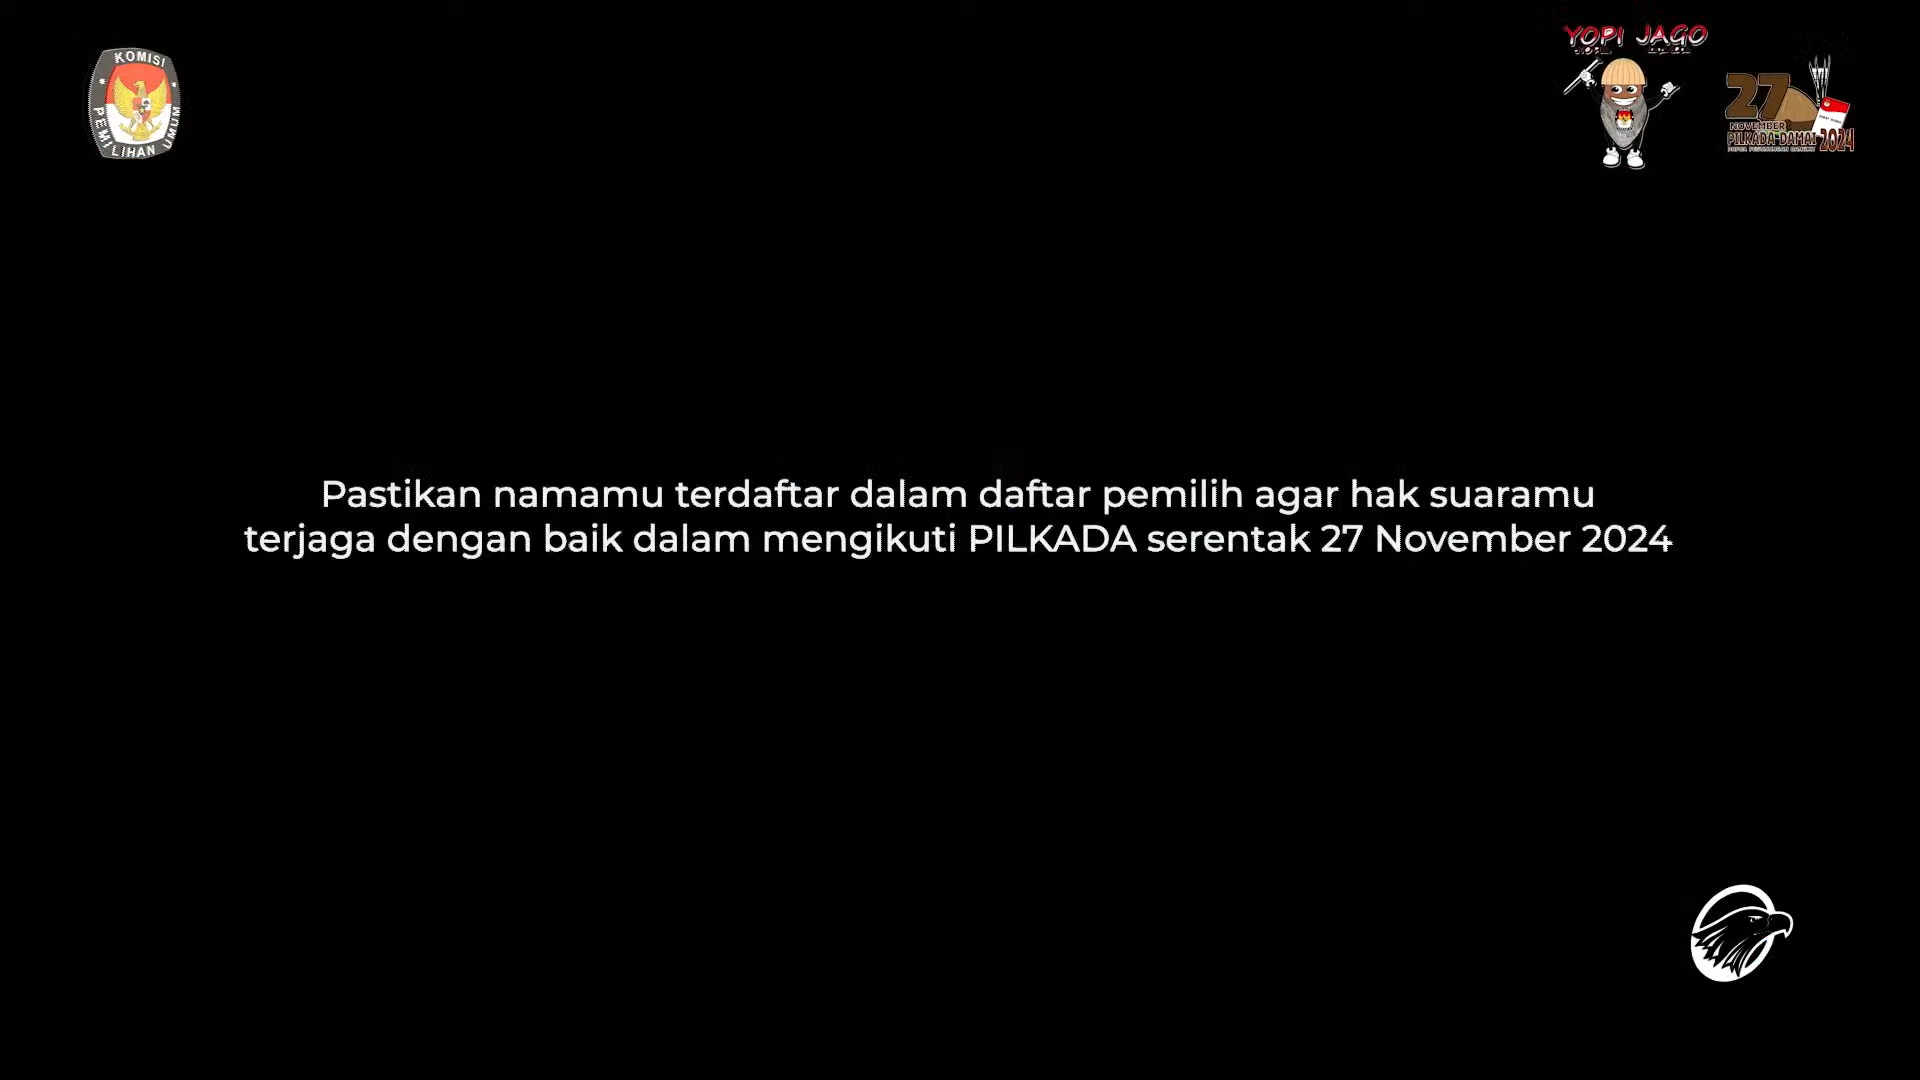 KOMISI
PEMILIHAN UMUM
YOPI JAGO
27
NOVEMBER
PILKADA DAMAI 2024
Pastikan namamu terdaftar dalam daftar pemilih agar hak suaramu
terjaga dengan baik dalam mengikuti PILKADA serentak 27 November 2024